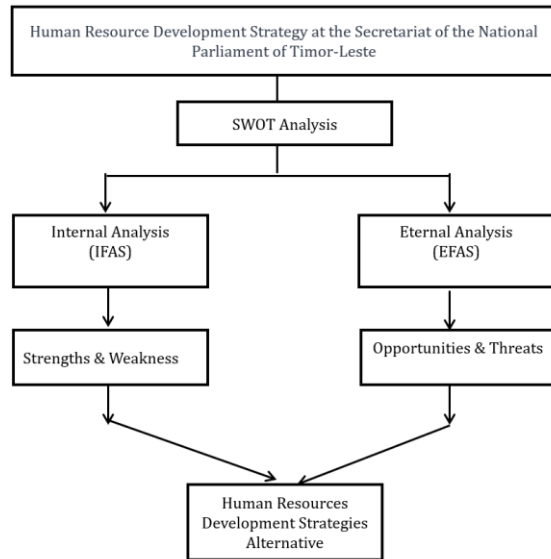 Human Resource Development Strategy at the Secretariat of the National
Parliament of Timor-Leste
SWOT Analysis
Internal Analysis
(IFAS)
Eternal Analysis
(EFAS)
Strengths & Weakness
Opportunities & Threats
Human Resources
Development Strategies
Alternative